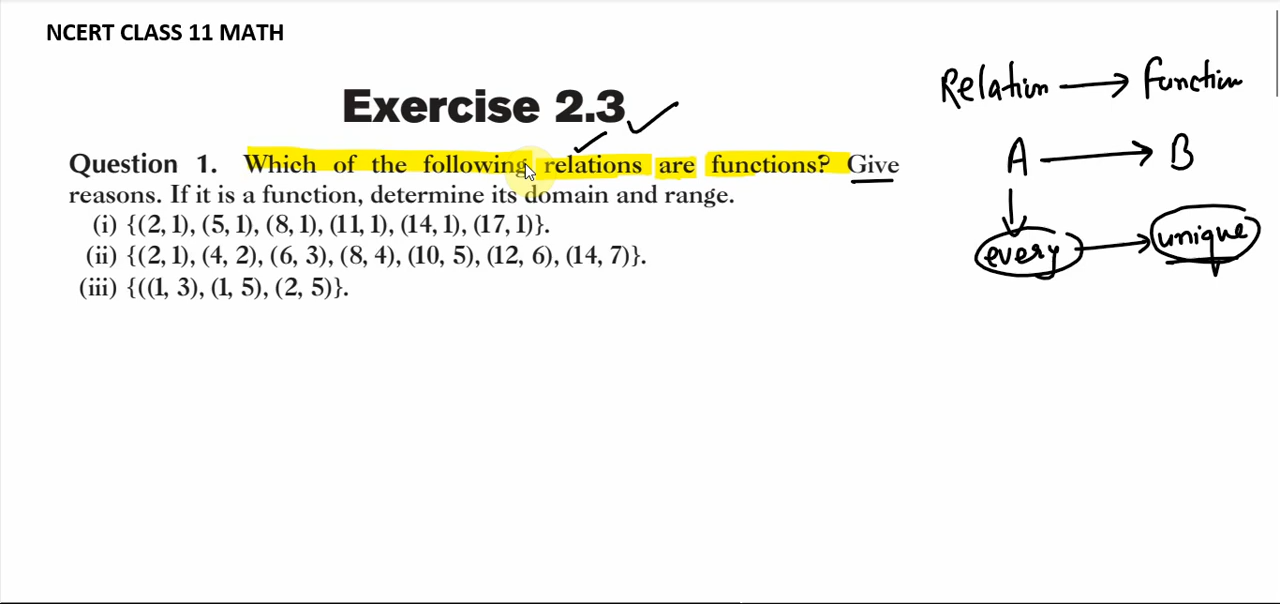 NCERT CLASS 11 MATH
Exercise 2.3
Question 1. Which of the following relations are functions? Give
reasons. If it is a function, determine its domain and range.
(i) {(2, 1), (5, 1), (8, 1), (11, 1), (14, 1), (17, 1)}.
(ii) {(2, 1), (4, 2), (6, 3), (8, 4), (10, 5), (12, 6), (14, 7)}.
(iii) {((1, 3), (1, 5), (2, 5)}.
Relation → Function
A → B
every → unique